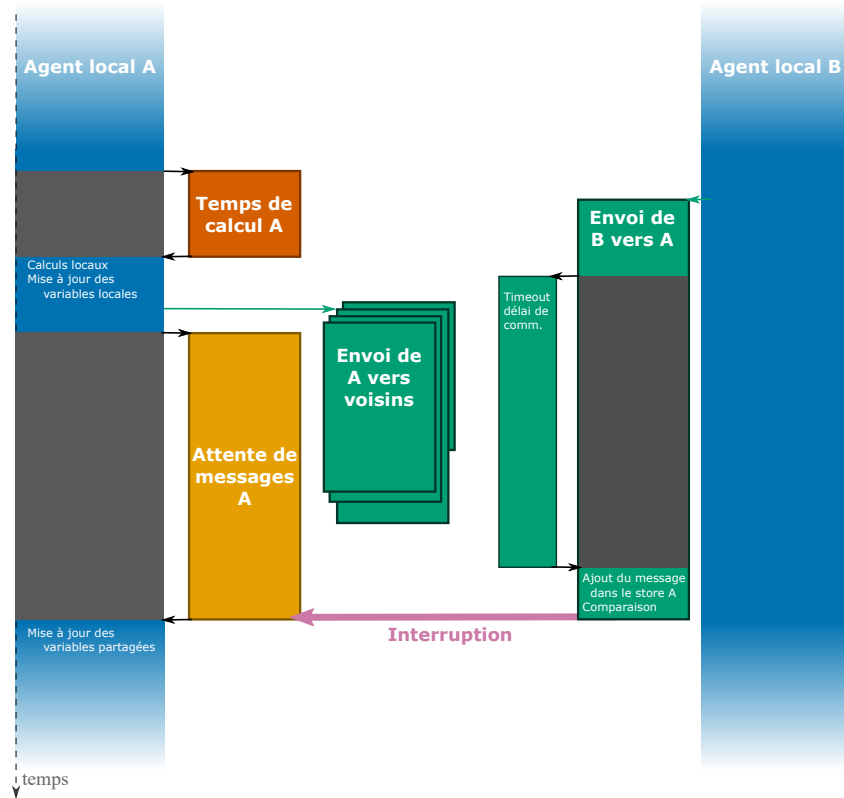 Agent local A
Agent local B
Temps de
calcul A
Envoi de
B vers A
Calculs locaux
Mise à jour des
variables locales
Timeout
délai de
comm.
Envoi de
A vers
voisins
Attente de
messages
A
Ajout du message
dans le store A
Comparaison
Interruption
Mise à jour des
variables partagées
temps